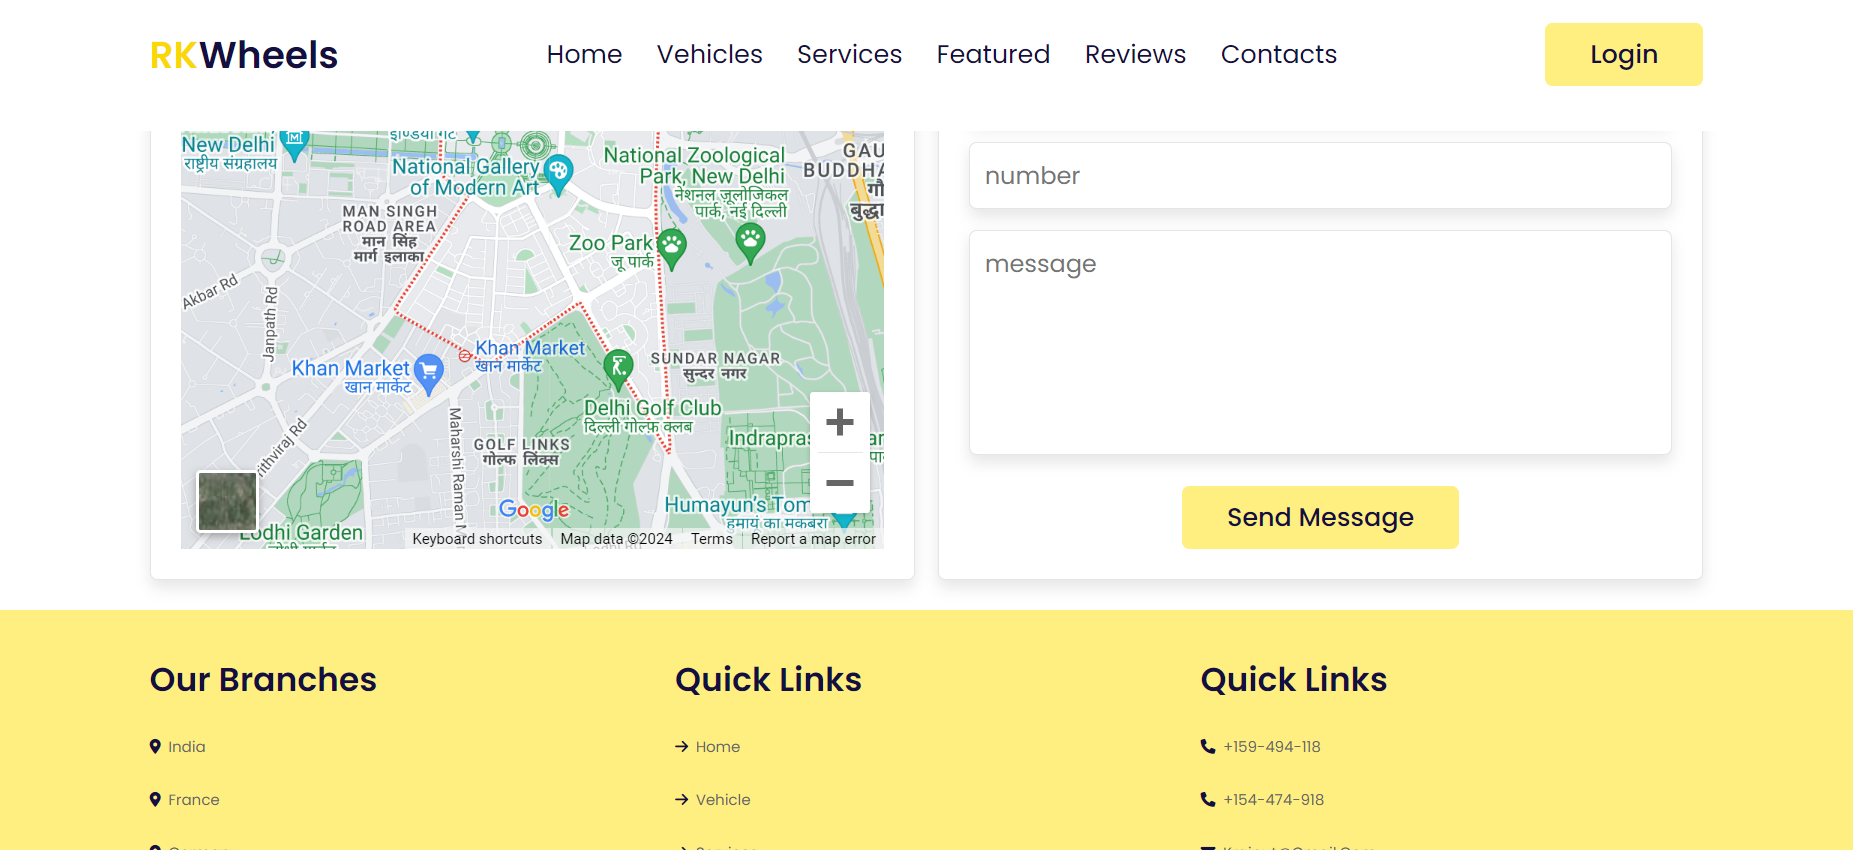 RKWheels
Home
Vehicles
Services
Featured
Reviews
Contacts
Login
New Delhi
राष्ट्रीय संग्रहालय
National Gallery
of Modern Art
National Zoological
Park, New Delhi
नेशनल जूलोजिकल
पार्क, नई दिल्ली
GAU
BUDDHA
MAN SINGH
ROAD AREA
मान सिंह
मार्ग इलाका
Zoo Park
जू पार्क
Akbar Rd
Janpath Rd
Khan Market
खान मार्केट
Khan Market
खान मार्केट
SUNDAR NAGAR
सुन्दर नगर
Delhi Golf Club
दिल्ली गोल्फ़ क्लब
GOLF LINKS
गोल्फ लिंक्स
Maharshi Raman M
rithviraj Rd
Indrapras
Humayun's Tom
हुमायूं का मकबरा
Lodhi Garden
Google
Keyboard shortcuts
Map data ©2024
Terms
Report a map error
number
message
Send Message
Our Branches
India
France
Quick Links
Home
Vehicle
Quick Links
+159-494-118
+154-474-918